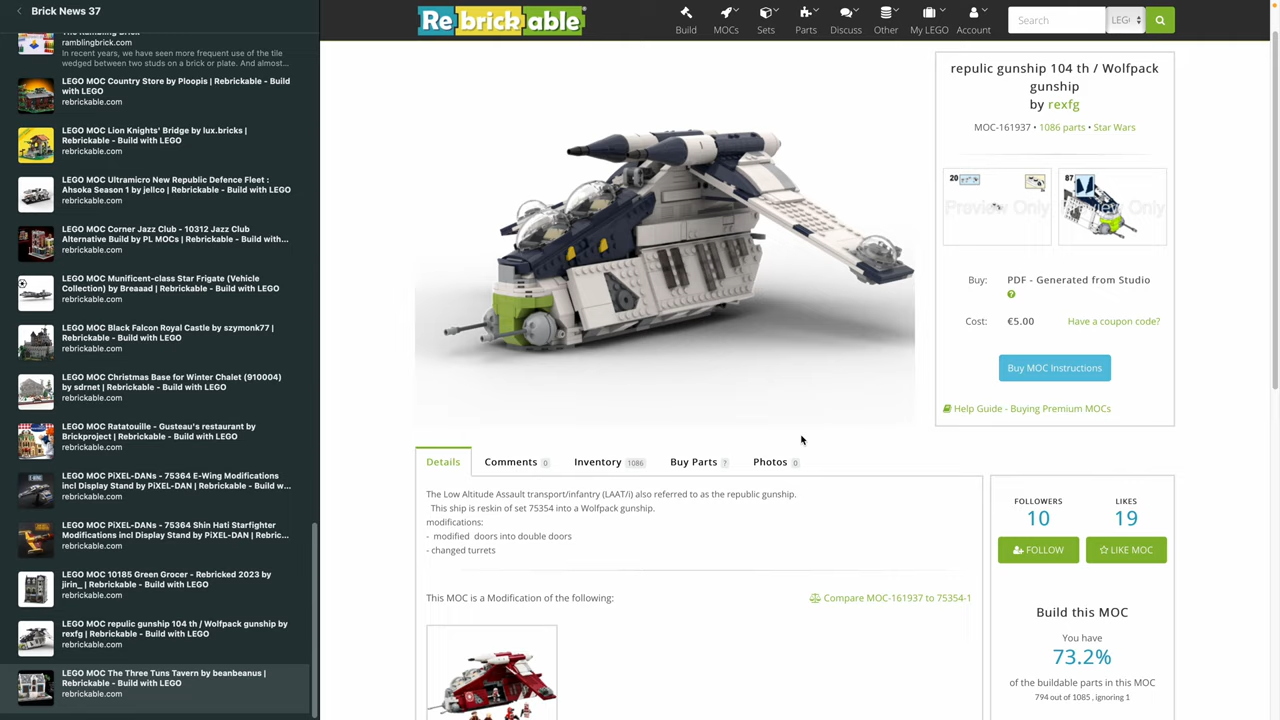 Brick News 37
The Rambling Brick
ramblingbrick.com
In recent years, we have seen more frequent use of the tile
wedged between two studs on a brick or plate. And almost...
LEGO MOC Country Store by Ploopis | Rebrickable - Build
with LEGO
rebrickable.com
LEGO MOC Lion Knights' Bridge by lux.bricks |
Rebrickable - Build with LEGO
rebrickable.com
LEGO MOC Ultramicro New Republic Defence Fleet :
Ahsoka Season 1 by jellco | Rebrickable - Build with LEGO
rebrickable.com
LEGO MOC Corner Jazz Club - 10312 Jazz Club
Alternative Build by PL MOCs | Rebrickable - Build with...
rebrickable.com
LEGO MOC Munificent-class Star Frigate (Vehicle
Collection) by Breaaad | Rebrickable - Build with LEGO
rebrickable.com
LEGO MOC Black Falcon Royal Castle by szymonk77 |
Rebrickable - Build with LEGO
rebrickable.com
LEGO MOC Christmas Base for Winter Chalet (910004)
by sdrnet | Rebrickable - Build with LEGO
rebrickable.com
LEGO MOC Ratatouille - Gusteau's restaurant by
Brickproject | Rebrickable - Build with LEGO
rebrickable.com
LEGO MOC PiXEL-DANs - 75364 E-Wing Modifications
incl Display Stand by PiXEL-DAN | Rebrickable - Build w...
rebrickable.com
LEGO MOC PiXEL-DANs - 75364 Shin Hati Starfighter
Modifications incl Display Stand by PiXEL-DAN | Rebric...
rebrickable.com
LEGO MOC 10185 Green Grocer - Rebricked 2023 by
jirin_ | Rebrickable - Build with LEGO
rebrickable.com
LEGO MOC repulic gunship 104 th / Wolfpack gunship by
rexfg | Rebrickable - Build with LEGO
rebrickable.com
LEGO MOC The Three Tuns Tavern by beanbeanus |
Rebrickable - Build with LEGO
rebrickable.com
Rebrickable
Build MOCs Sets Parts Discuss Other My LEGO Account
Search LEG
repulic gunship 104 th / Wolfpack
gunship
by rexfg
MOC-161937 • 1086 parts • Star Wars
20 87
Preview Only Preview Only
Buy: PDF - Generated from Studio
Cost: €5.00 Have a coupon code?
Buy MOC Instructions
Help Guide - Buying Premium MOCs
Details Comments 0 Inventory 1086 Buy Parts ? Photos 0
The Low Altitude Assault transport/infantry (LAAT/i) also referred to as the republic gunship.
This ship is reskin of set 75354 into a Wolfpack gunship.
modifications:
- modified doors into double doors
- changed turrets
This MOC is a Modification of the following: Compare MOC-161937 to 75354-1
FOLLOWERS LIKES
10 19
FOLLOW LIKE MOC
Build this MOC
You have
73.2%
of the buildable parts in this MOC
794 out of 1085, ignoring 1